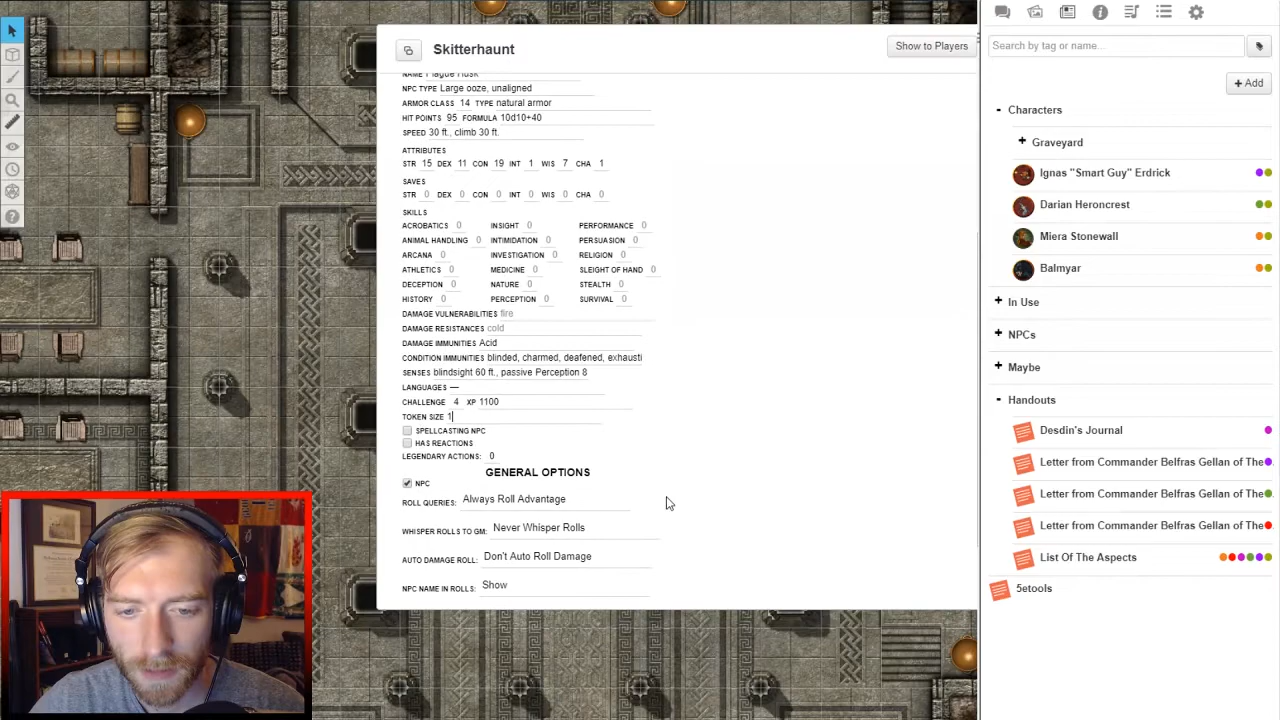 Skitterhaunt
Show to Players
NAME Plague Husk
NPC TYPE Large ooze, unaligned
ARMOR CLASS 14 TYPE natural armor
HIT POINTS 95 FORMULA 10d10+40
SPEED 30 ft., climb 30 ft.
ATTRIBUTES
STR 15 DEX 11 CON 19 INT 1 WIS 7 CHA 1
SAVES
STR 0 DEX 0 CON 0 INT 0 WIS 0 CHA 0
SKILLS
ACROBATICS 0 INSIGHT 0 PERFORMANCE 0
ANIMAL HANDLING 0 INTIMIDATION 0 PERSUASION 0
ARCANA 0 INVESTIGATION 0 RELIGION 0
ATHLETICS 0 MEDICINE 0 SLEIGHT OF HAND 0
DECEPTION 0 NATURE 0 STEALTH 0
HISTORY 0 PERCEPTION 0 SURVIVAL 0
DAMAGE VULNERABILITIES fire
DAMAGE RESISTANCES cold
DAMAGE IMMUNITIES Acid
CONDITION IMMUNITIES blinded, charmed, deafened, exhausti
SENSES blindsight 60 ft., passive Perception 8
LANGUAGES —
CHALLENGE 4 XP 1100
TOKEN SIZE 1
SPELLCASTING NPC
HAS REACTIONS
LEGENDARY ACTIONS: 0
GENERAL OPTIONS
NPC
ROLL QUERIES: Always Roll Advantage
WHISPER ROLLS TO GM: Never Whisper Rolls
AUTO DAMAGE ROLL: Don't Auto Roll Damage
NPC NAME IN ROLLS: Show
Search by tag or name...
+ Add
- Characters
+ Graveyard
Ignas "Smart Guy" Erdrick
Darian Heroncrest
Miera Stonewall
Balmyar
+ In Use
+ NPCs
+ Maybe
- Handouts
Desdin's Journal
Letter from Commander Belfras Gellan of The
Letter from Commander Belfras Gellan of The
Letter from Commander Belfras Gellan of The
List Of The Aspects
5etools